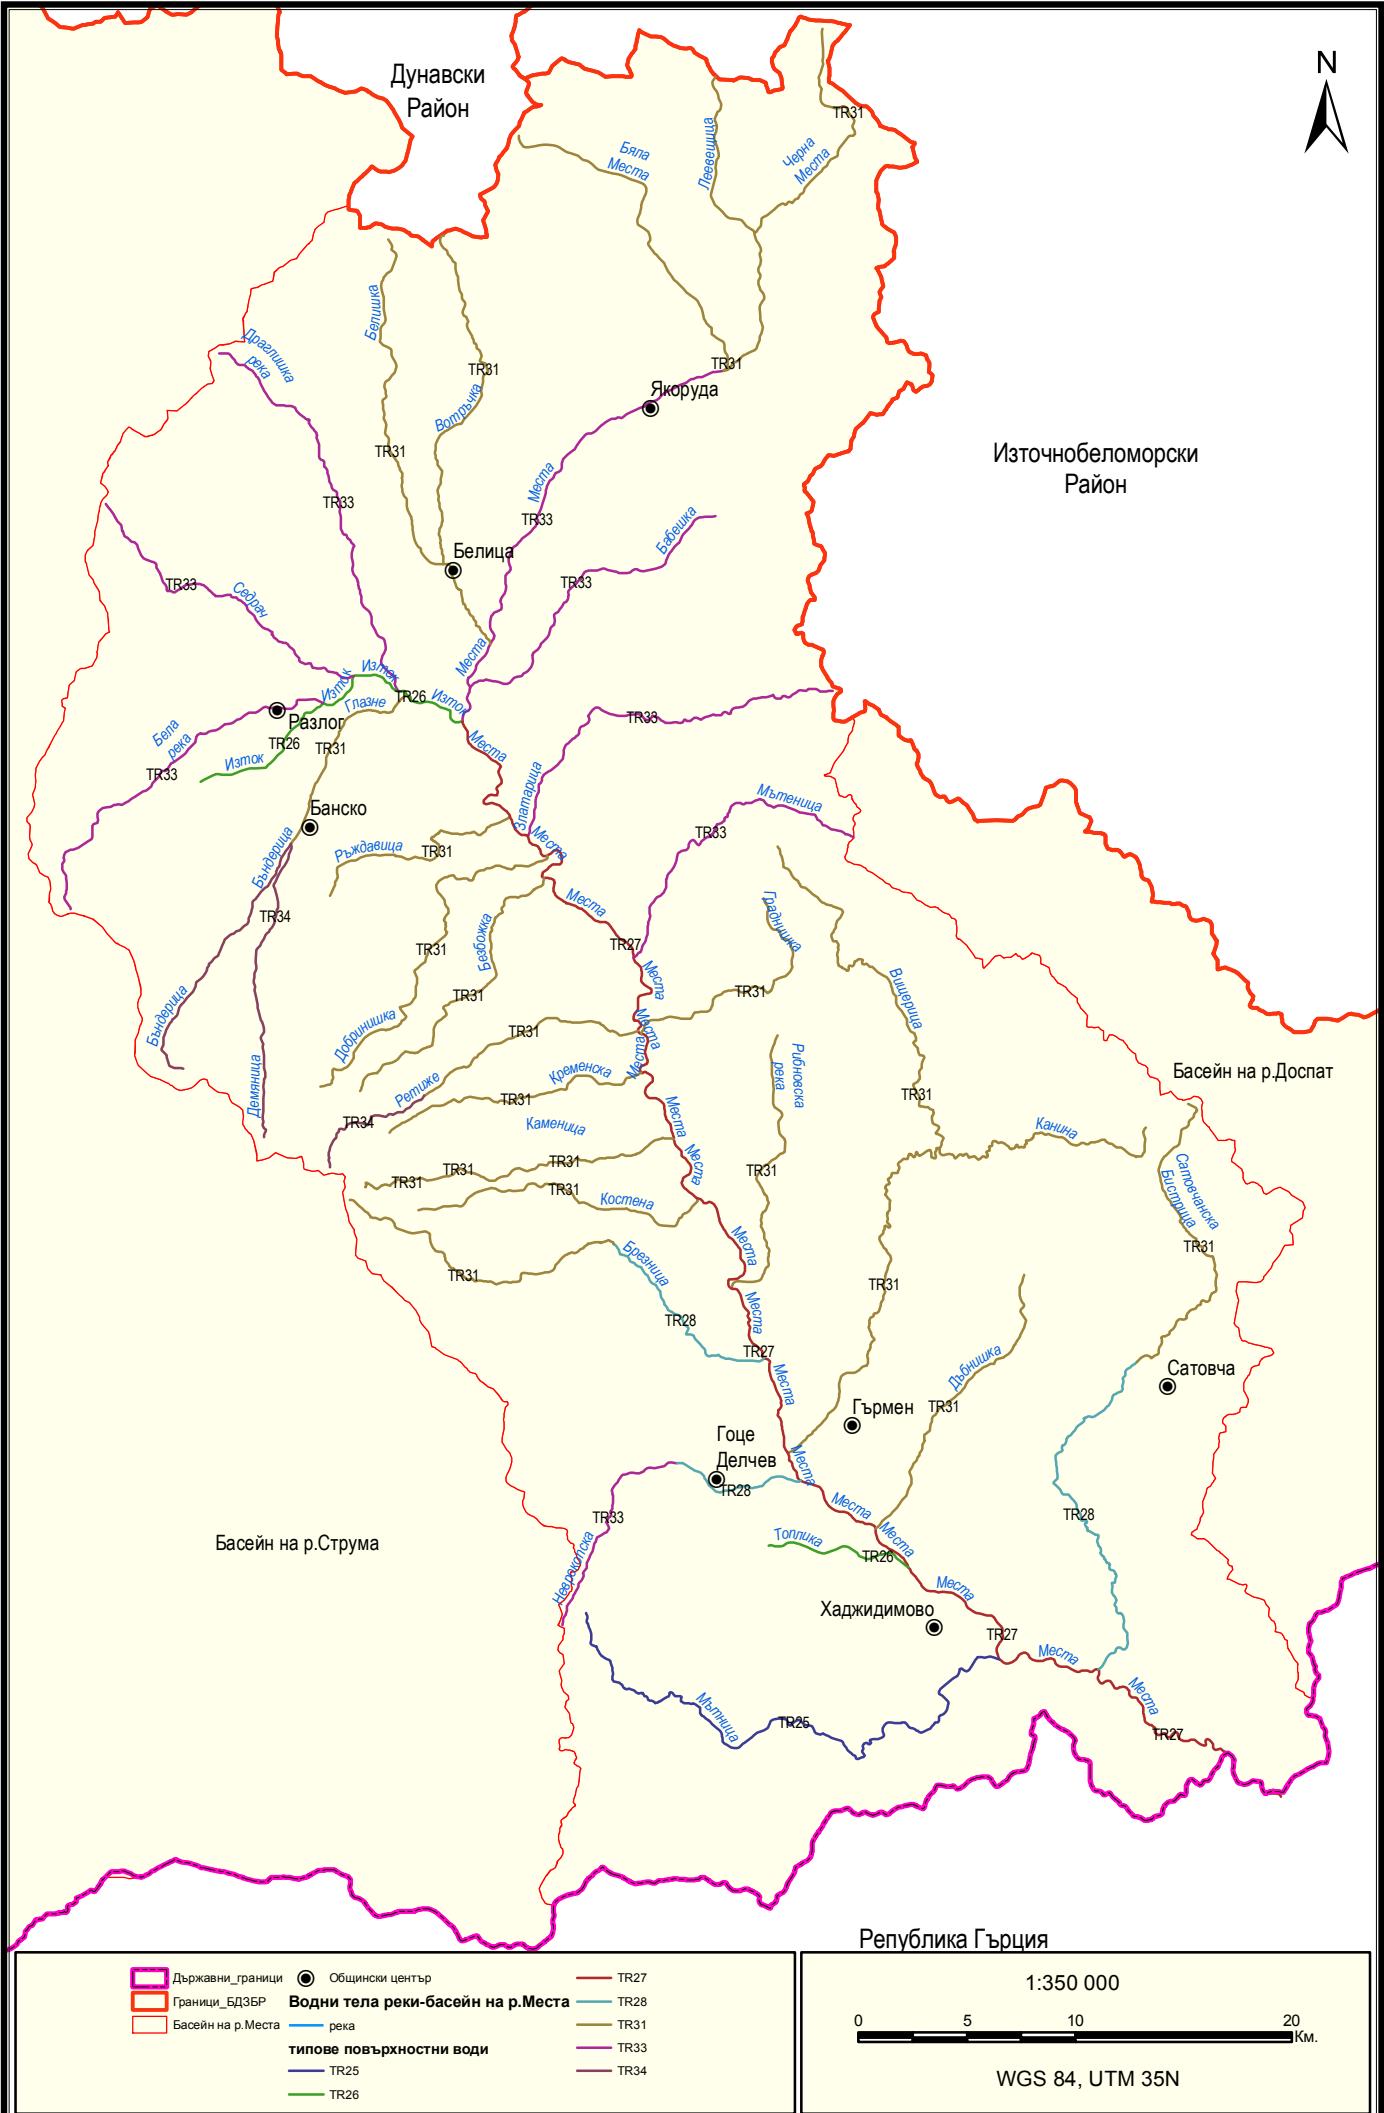 N
Дунавски
Район
TR31
Бяла
Места
Леевещица
Черна
Места
Белишка
Драглишка
река
TR31
TR31
Якоруда
Вотръчка
TR31
Източнобеломорски
Район
Места
TR33
TR33
Бабешка
Белица
TR33
TR33
Седрач
Места
Изток
Изток
TR26
Изток
Глазне
Разлог
TR26
TR31
Изток
Бела
река
TR33
TR33
Места
Златарица
Мътеница
Банско
TR33
Места
Бъндерица
Ръждавица
TR31
TR34
Места
Безбожка
Градишка
TR31
TR27
Места
TR31
TR31
Вищерица
Бъндерица
Добринишка
TR31
Места
Места
Рибновска
река
Басейн на р.Доспат
Демяница
Ретиже
Кременска
TR31
TR31
TR34
Каменица
Места
Канина
Места
TR31
TR31
TR31
TR31
TR31
Костена
Сатовчанска
Бистрица
TR31
Брезница
Места
TR31
TR31
Места
TR28
TR27
Места
Дъбнишка
Сатовча
TR31
Гърмен
Гоце
Делчев
TR28
Места
Места
TR33
TR28
Места
Топлика
TR26
Басейн на р.Струма
Неврокопска
Места
Хаджидимово
TR27
Места
Мътница
TR25
Места
TR27
Република Гърция
Държавни_граници
Граници_БДЗБР
Басейн на р.Места
Общински център
Водни тела реки-басейн на р.Места
река
типове повърхностни води
TR25
TR26
TR27
TR28
TR31
TR33
TR34
1:350 000
0 5 10 20
Км.
WGS 84, UTM 35N